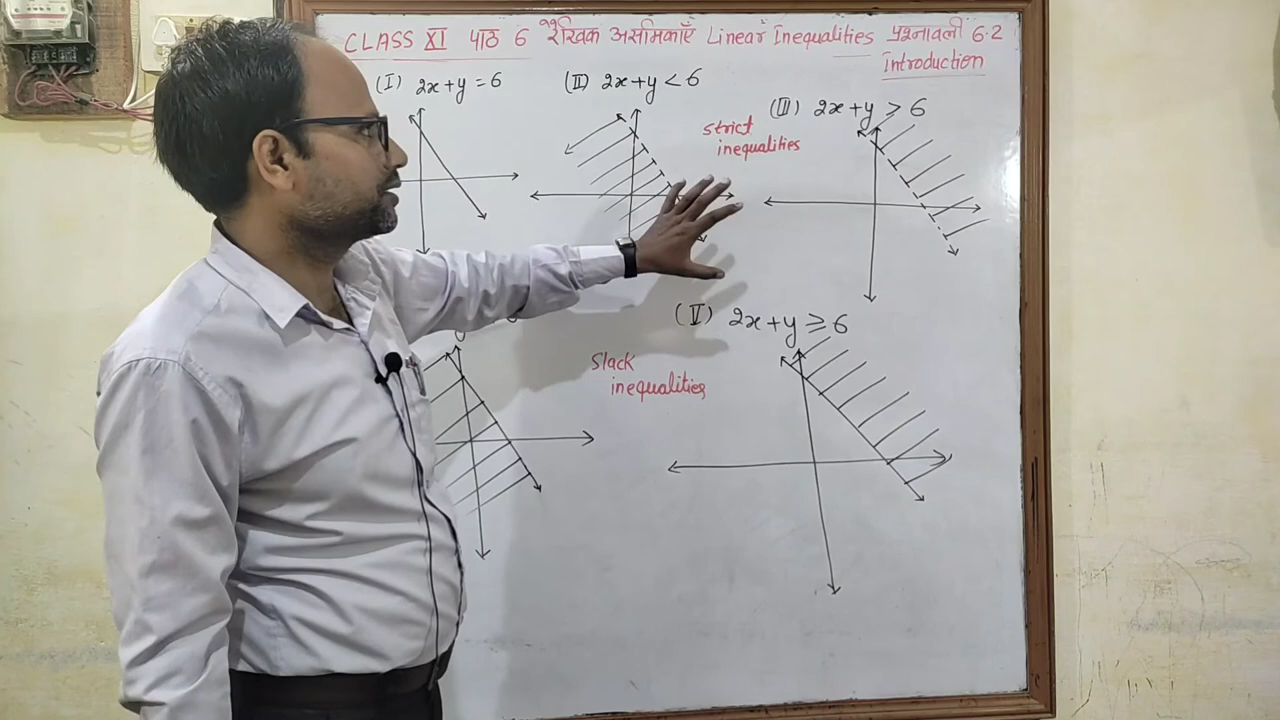 CLASS XI पाठ 6 रैखिक असमिकाएँ Linear Inequalities प्रश्नावली 6.2
Introduction
(I) 2x+y = 6
(II) 2x+y < 6
(III) 2x+y > 6
strict
inequalities
(V) 2x+y ≥ 6
Slack
inequalities